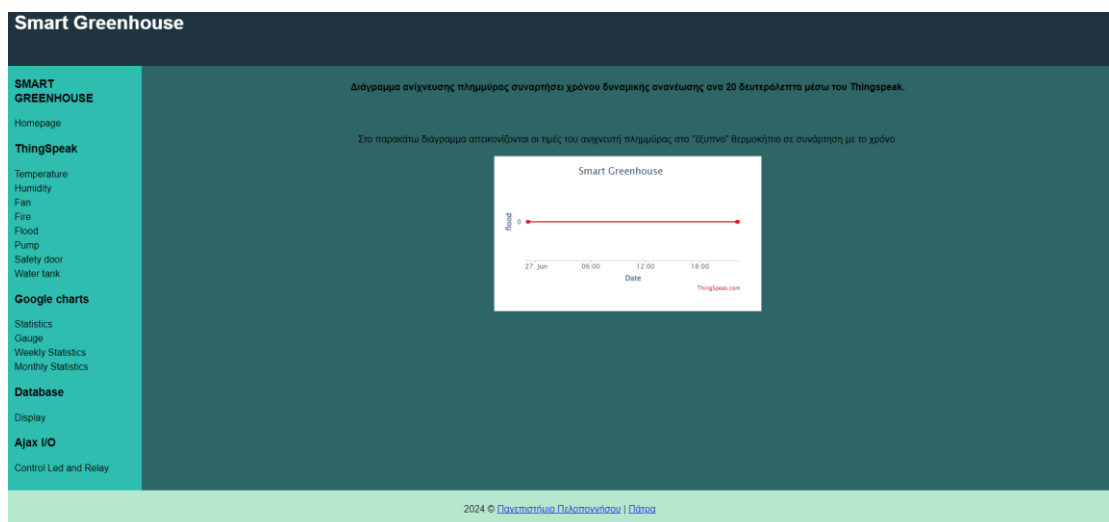 Smart Greenhouse
SMART
GREENHOUSE
Homepage
ThingSpeak
Temperature
Humidity
Fan
Fire
Flood
Pump
Safety door
Water tank
Google charts
Statistics
Gauge
Weekly Statistics
Monthly Statistics
Database
Display
Ajax I/O
Control Led and Relay
Διάγραμμα ανίχνευσης πλημμύρας συναρτήσει χρόνου δυναμικής ανανέωσης ανα 20 δευτερόλεπτα μέσω του Thingspeak.
Στο παρακάτω διάγραμμα απεικονίζονται οι τιμές του ανιχνευτή πλημμύρας στο "έξυπνο" θερμοκήπιο σε συνάρτηση με το χρόνο.
Smart Greenhouse
flood
0
27. Jun 06:00 12:00 18:00
Date
ThingSpeak.com
2024 © Πανεπιστήμιο Πελοποννήσου | Πάτρα